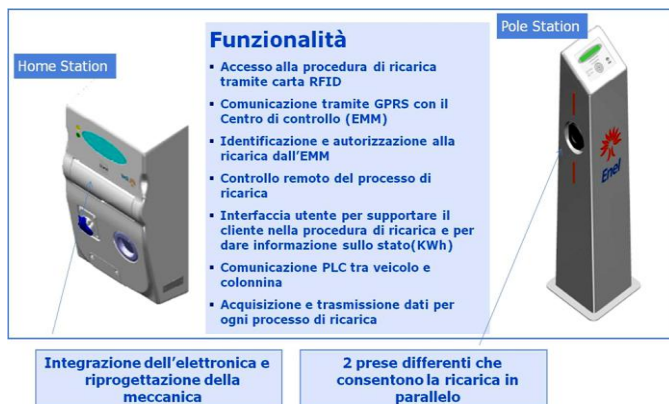 Funzionalità
Home Station
Pole Station
▪ Accesso alla procedura di ricarica
tramite carta RFID
▪ Comunicazione tramite GPRS con il
Centro di controllo (EMM)
▪ Identificazione e autorizzazione alla
ricarica dall'EMM
▪ Controllo remoto del processo di
ricarica
▪ Interfaccia utente per supportare il
cliente nella procedura di ricarica e per
dare informazione sullo stato(KWh)
▪ Comunicazione PLC tra veicolo e
colonnina
▪ Acquisizione e trasmissione dati per
ogni processo di ricarica
Enel
Integrazione dell'elettronica e
riprogettazione della
meccanica
2 prese differenti che
consentono la ricarica in
parallelo